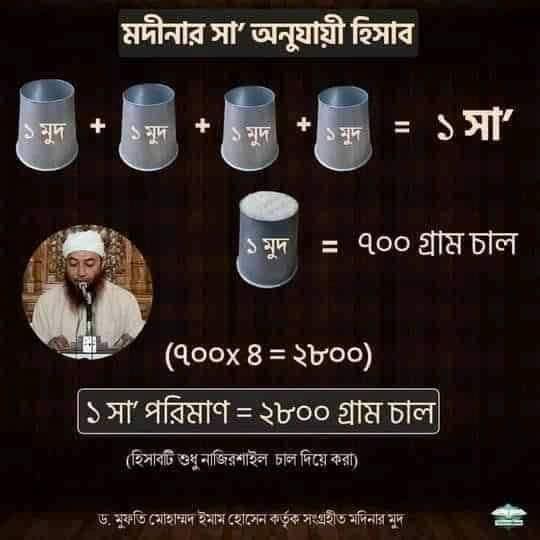 মদীনার সা’ অনুযায়ী হিসাব
১ মুদ + ১ মুদ + ১ মুদ + ১ মুদ = ১ সা’
১ মুদ = ৭০০ গ্রাম চাল
(৭০০x ৪ = ২৮০০)
১ সা’ পরিমাণ = ২৮০০ গ্রাম চাল
(হিসাবটি শুধু নাজিরশাইল চাল দিয়ে করা)
ড. মুফতি মোহাম্মদ ইমাম হোসেন কর্তৃক সংগ্রহীত মদিনার মুদ